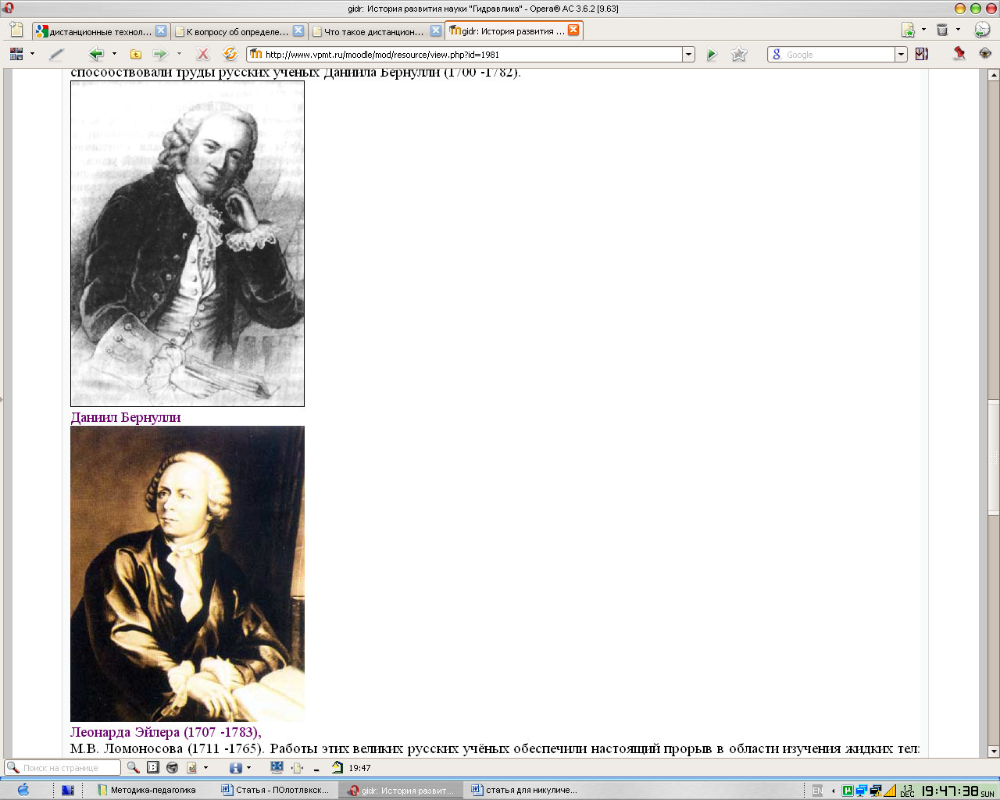 gidr: История развития науки "Гидравлика" - Opera® AC 3.6.2 [9.63]
дистанционные технол... К вопросу об определе... Что такое дистанцион... gidr: История развития ...
http://www.vpmt.ru/moodle/mod/resource/view.php?id=1981 Google
способствовали труды русских ученых Даниила Бернулли (1700 -1782).
Даниил Бернулли
Леонарда Эйлера (1707 -1783),
М.В. Ломоносова (1711 -1765). Работы этих великих русских учёных обеспечили настоящий прорыв в области изучения жидких тел:
Поиск на странице 19:47
Методика-педагогика Статья - ПОлотлвкск... gidr: История развит... статья для никуличе... EN 13 DEC 19:47:38 SUN